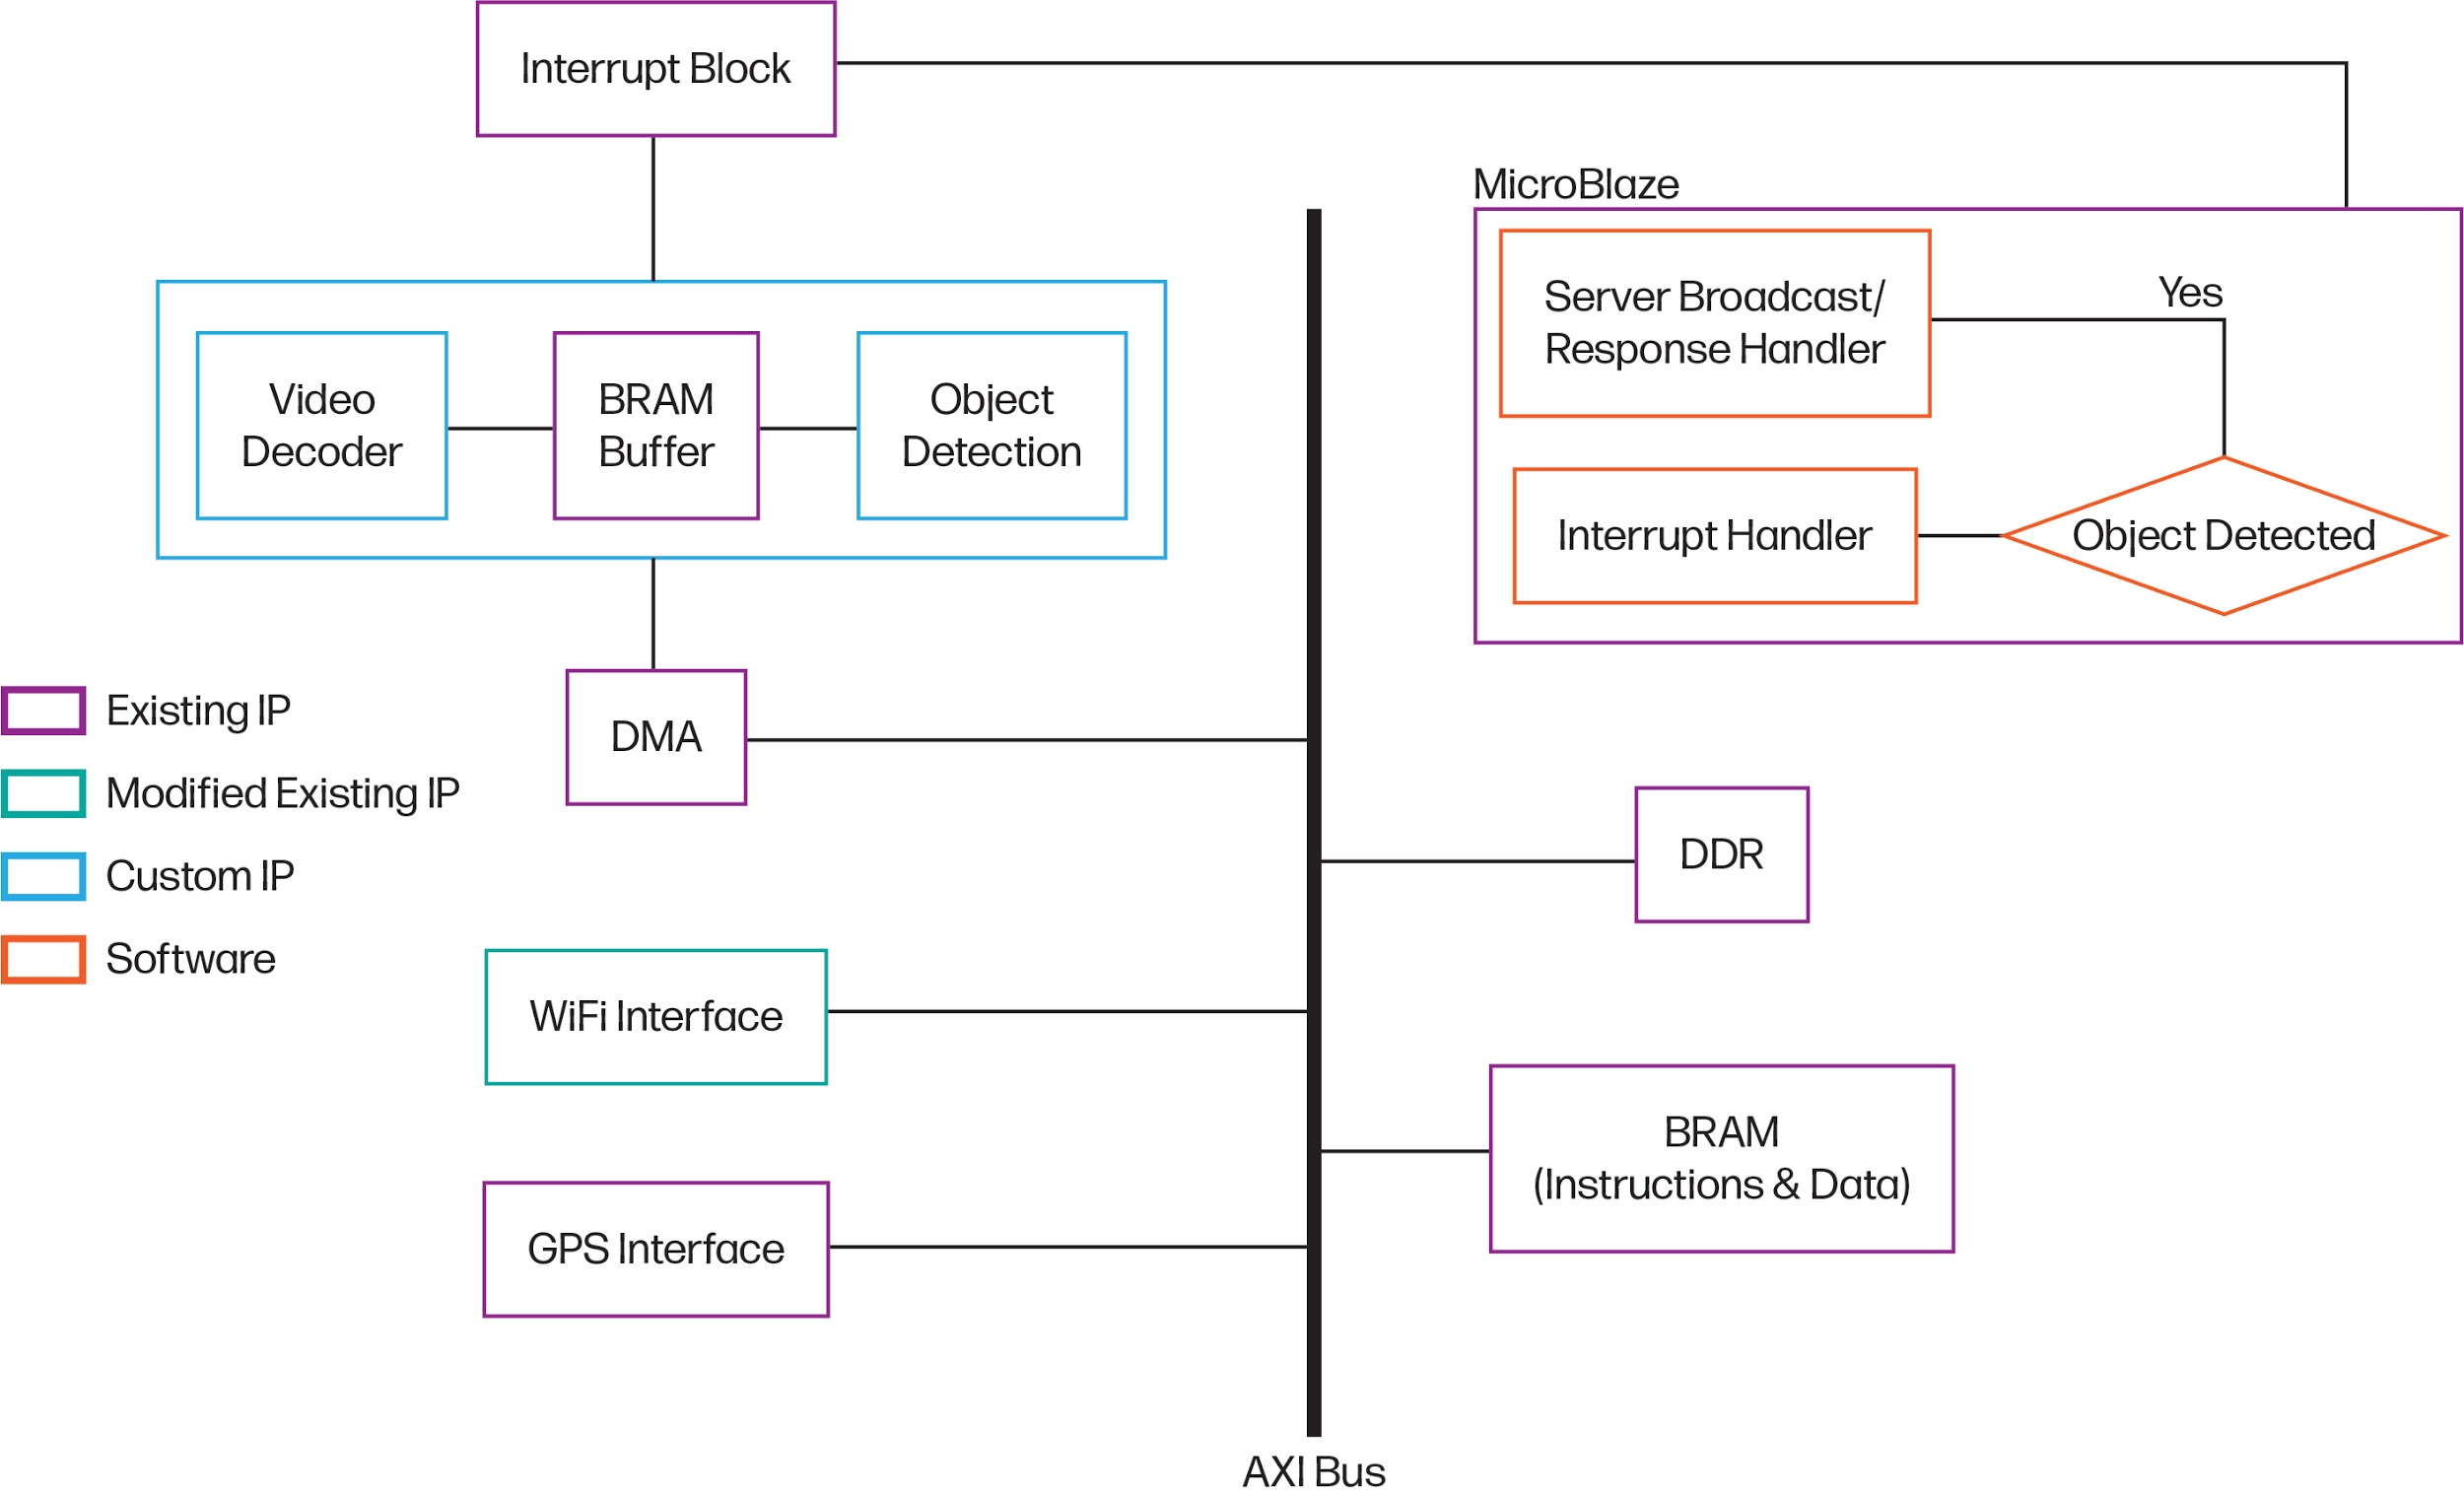 Interrupt Block
MicroBlaze
Server Broadcast/
Response Handler
Yes
Video
Decoder
BRAM
Buffer
Object
Detection
Interrupt Handler
Object Detected
DMA
Existing IP
Modified Existing IP
Custom IP
Software
DDR
WiFi Interface
BRAM
(Instructions & Data)
GPS Interface
AXI Bus